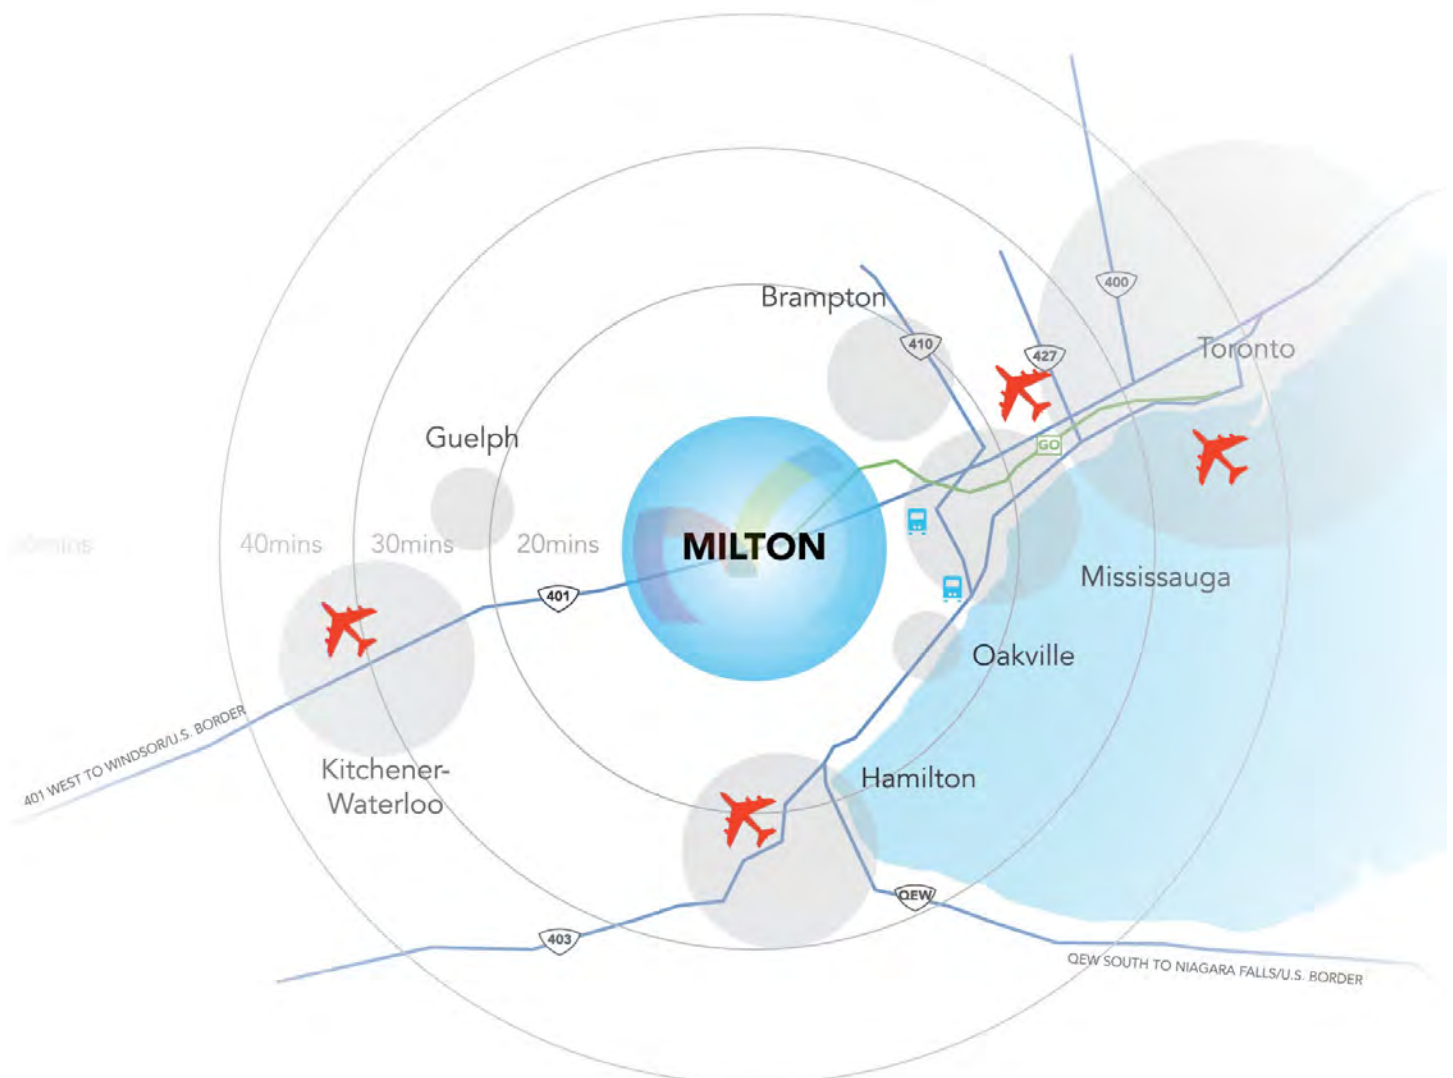 400
Brampton
410
427
Toronto
Guelph
GO
40mins
30mins
20mins
MILTON
Mississauga
401
Oakville
401 WEST TO WINDSOR/U.S. BORDER
Kitchener-
Waterloo
Hamilton
QEW
403
QEW SOUTH TO NIAGARA FALLS/U.S. BORDER